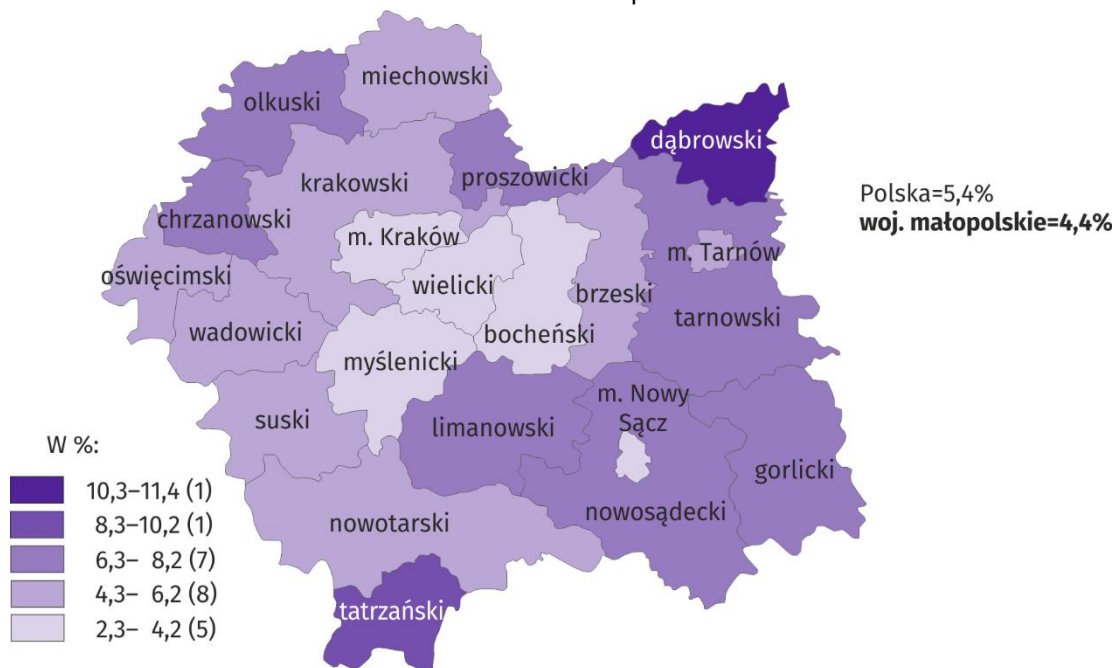 miechowski
olkuski
dąbrowski
krakowski
proszowicki
Polska=5,4%
chrzanowski
woj. małopolskie=4,4%
m. Kraków
m. Tarnów
oświęcimski
wielicki
brzeski
tarnowski
wadowicki
bocheński
myślenicki
m. Nowy
Sącz
suski
limanowski
W %:
gorlicki
10,3–11,4 (1)
nowosądecki
8,3–10,2 (1)
nowotarski
6,3– 8,2 (7)
4,3– 6,2 (8)
tatrzański
2,3– 4,2 (5)